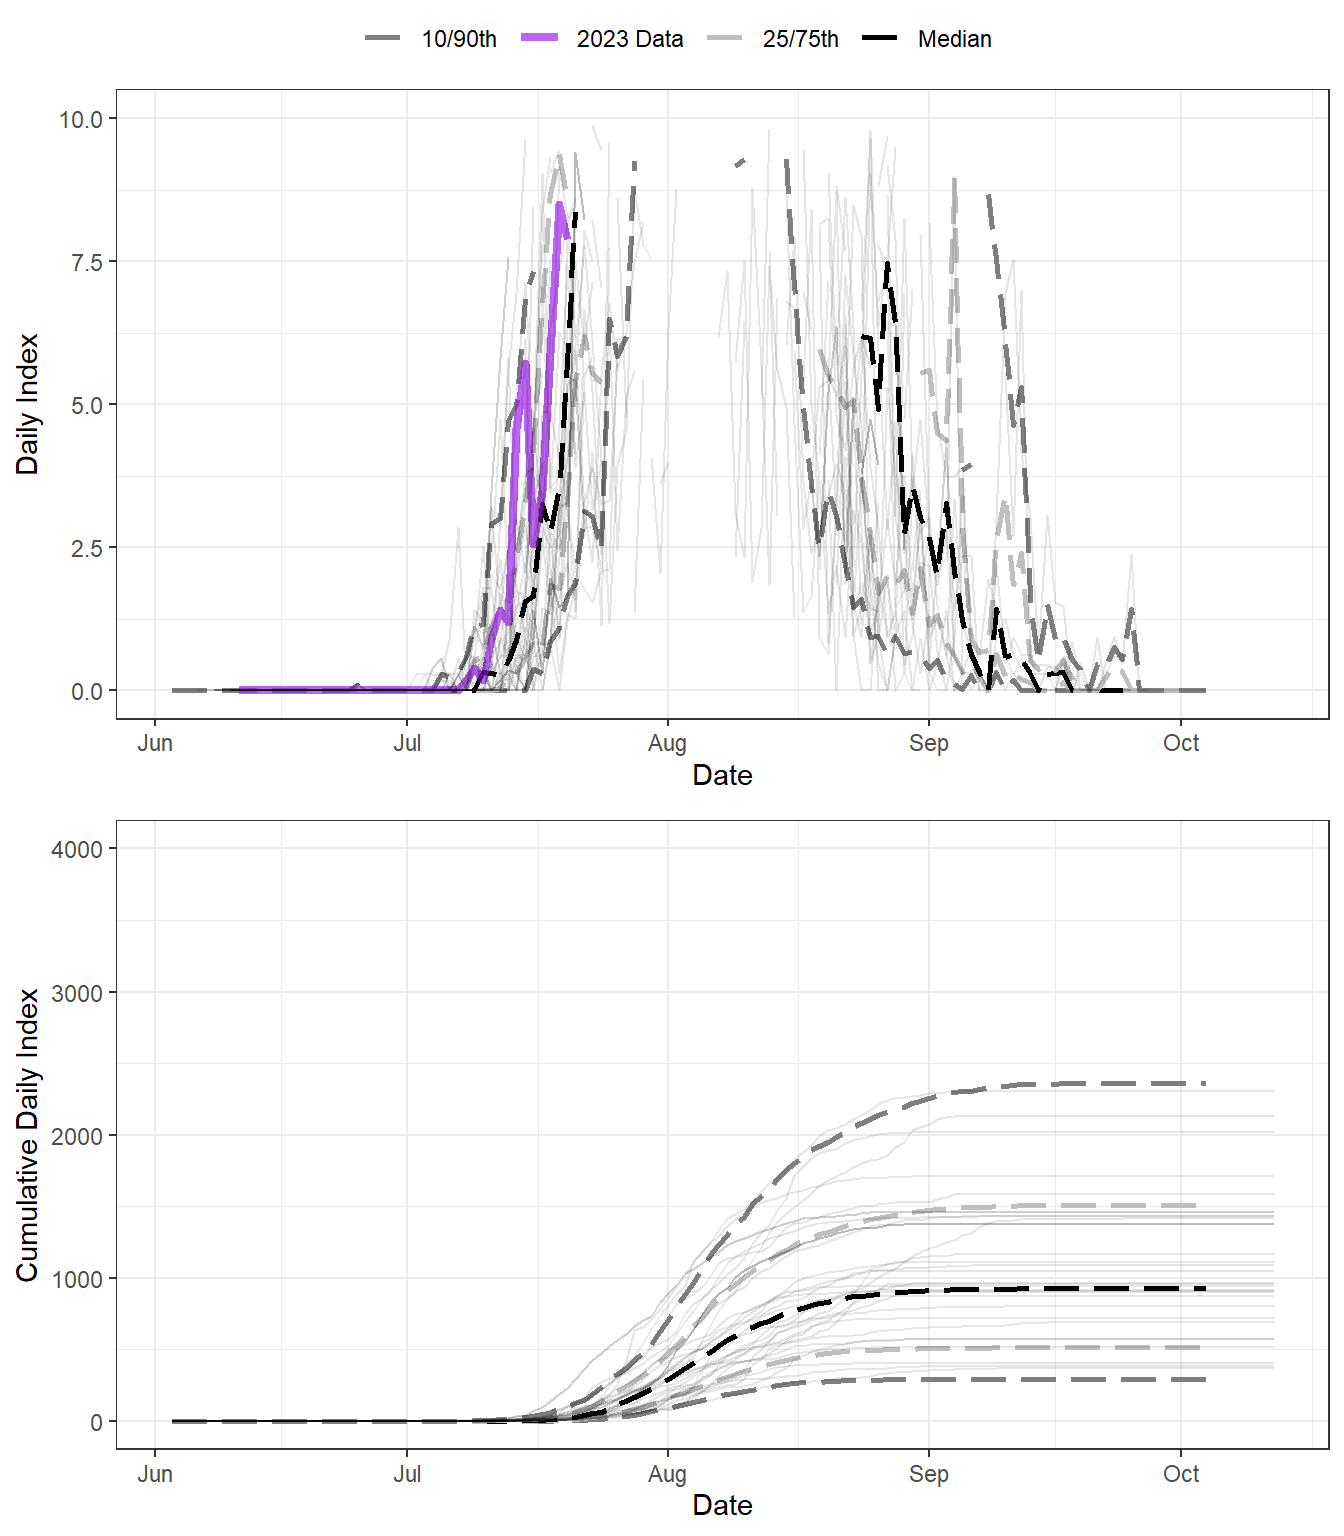 10/90th 2023 Data 25/75th Median
10.0
7.5
5.0
2.5
0.0
Daily Index
Jun Jul Aug Sep Oct
Date
4000
3000
2000
1000
0
Cumulative Daily Index
Jun Jul Aug Sep Oct
Date